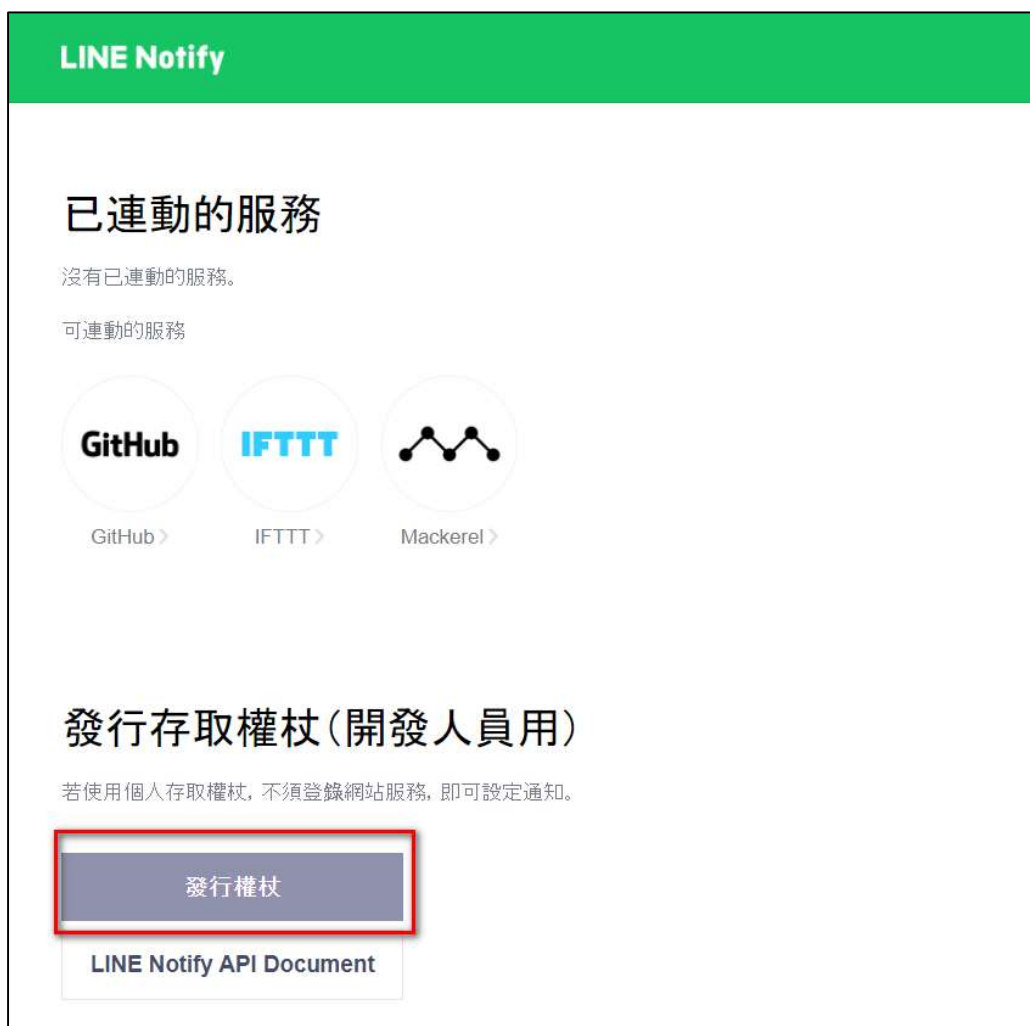 LINE Notify
已連動的服務
沒有已連動的服務。
可連動的服務
GitHub IFTTT
GitHub IFTTT Mackerel
發行存取權杖(開發人員用)
若使用個人存取權杖, 不須登錄網站服務, 即可設定通知。
發行權杖
LINE Notify API Document